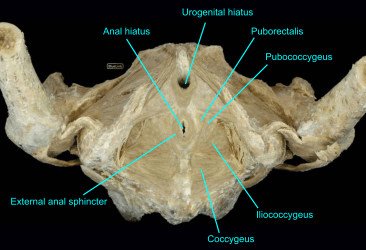 Urogenital hiatus
Anal hiatus
Puborectalis
Pubococcygeus
External anal sphincter
Iliococcygeus
Coccygeus